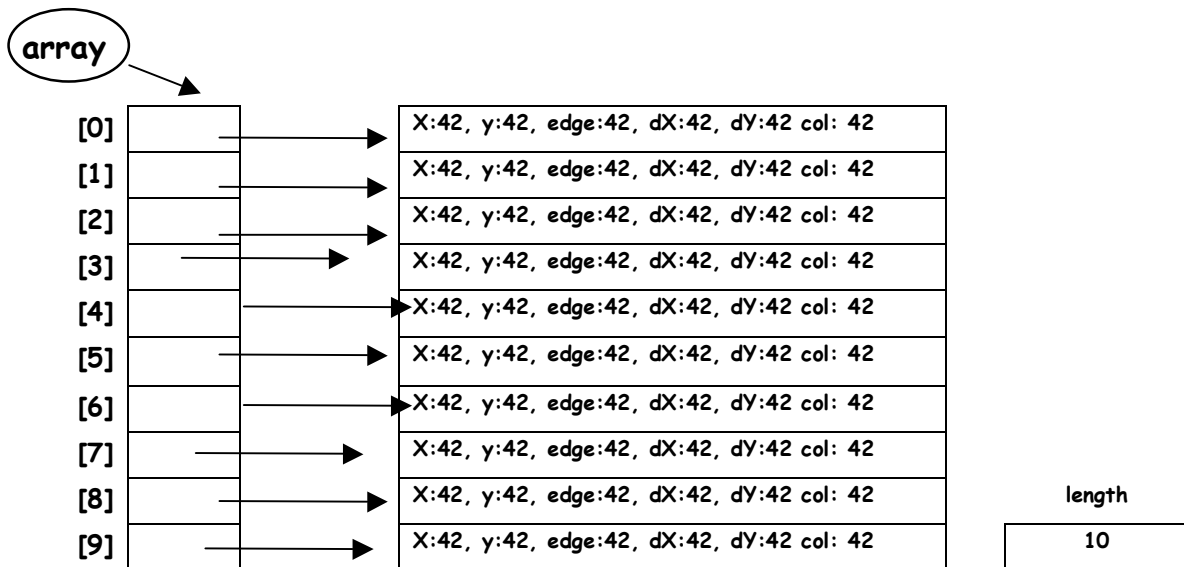 array
[0] X:42, y:42, edge:42, dX:42, dY:42 col: 42
[1] X:42, y:42, edge:42, dX:42, dY:42 col: 42
[2] X:42, y:42, edge:42, dX:42, dY:42 col: 42
[3] X:42, y:42, edge:42, dX:42, dY:42 col: 42
[4] X:42, y:42, edge:42, dX:42, dY:42 col: 42
[5] X:42, y:42, edge:42, dX:42, dY:42 col: 42
[6] X:42, y:42, edge:42, dX:42, dY:42 col: 42
[7] X:42, y:42, edge:42, dX:42, dY:42 col: 42
[8] X:42, y:42, edge:42, dX:42, dY:42 col: 42
length
[9] X:42, y:42, edge:42, dX:42, dY:42 col: 42
10